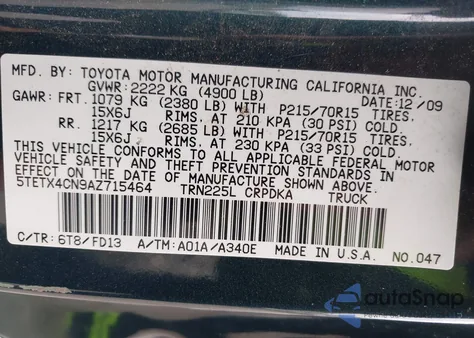 MFD. BY: TOYOTA MOTOR MANUFACTURING CALIFORNIA INC.
GVWR: 2222 KG (4900 LB) DATE: 12/09
GAWR: FRT. 1079 KG (2380 LB) WITH P215/70R15 TIRES.
15X6J RIMS. AT 210 KPA (30 PSI) COLD.
RR. 1217 KG (2685 LB) WITH P215/70R15 TIRES.
15X6J RIMS. AT 230 KPA (33 PSI) COLD.
THIS VEHICLE CONFORMS TO ALL APPLICABLE FEDERAL MOTOR
VEHICLE SAFETY AND THEFT PREVENTION STANDARDS IN
EFFECT ON THE DATE OF MANUFACTURE SHOWN ABOVE.
5TETX4CN9AZ715464 TRN225L CRPDKA TRUCK
C/TR: 6T8/FD13 A/TM: A01A/A340E MADE IN U.S.A. NO.047
autoSnap